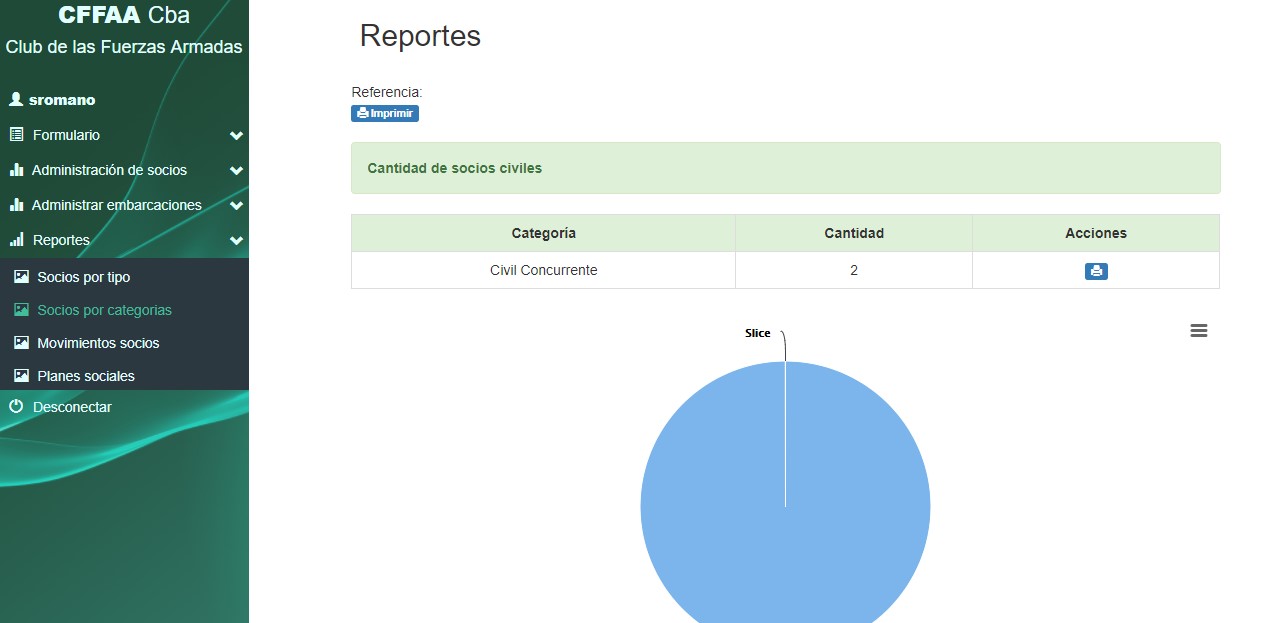 CFFAA Cba
Club de las Fuerzas Armadas
sromano
Formulario
Administración de socios
Administrar embarcaciones
Reportes
Socios por tipo
Socios por categorias
Movimientos socios
Planes sociales
Desconectar
Reportes
Referencia:
Imprimir
Cantidad de socios civiles
Categoría Cantidad Acciones
Civil Concurrente 2
Slice